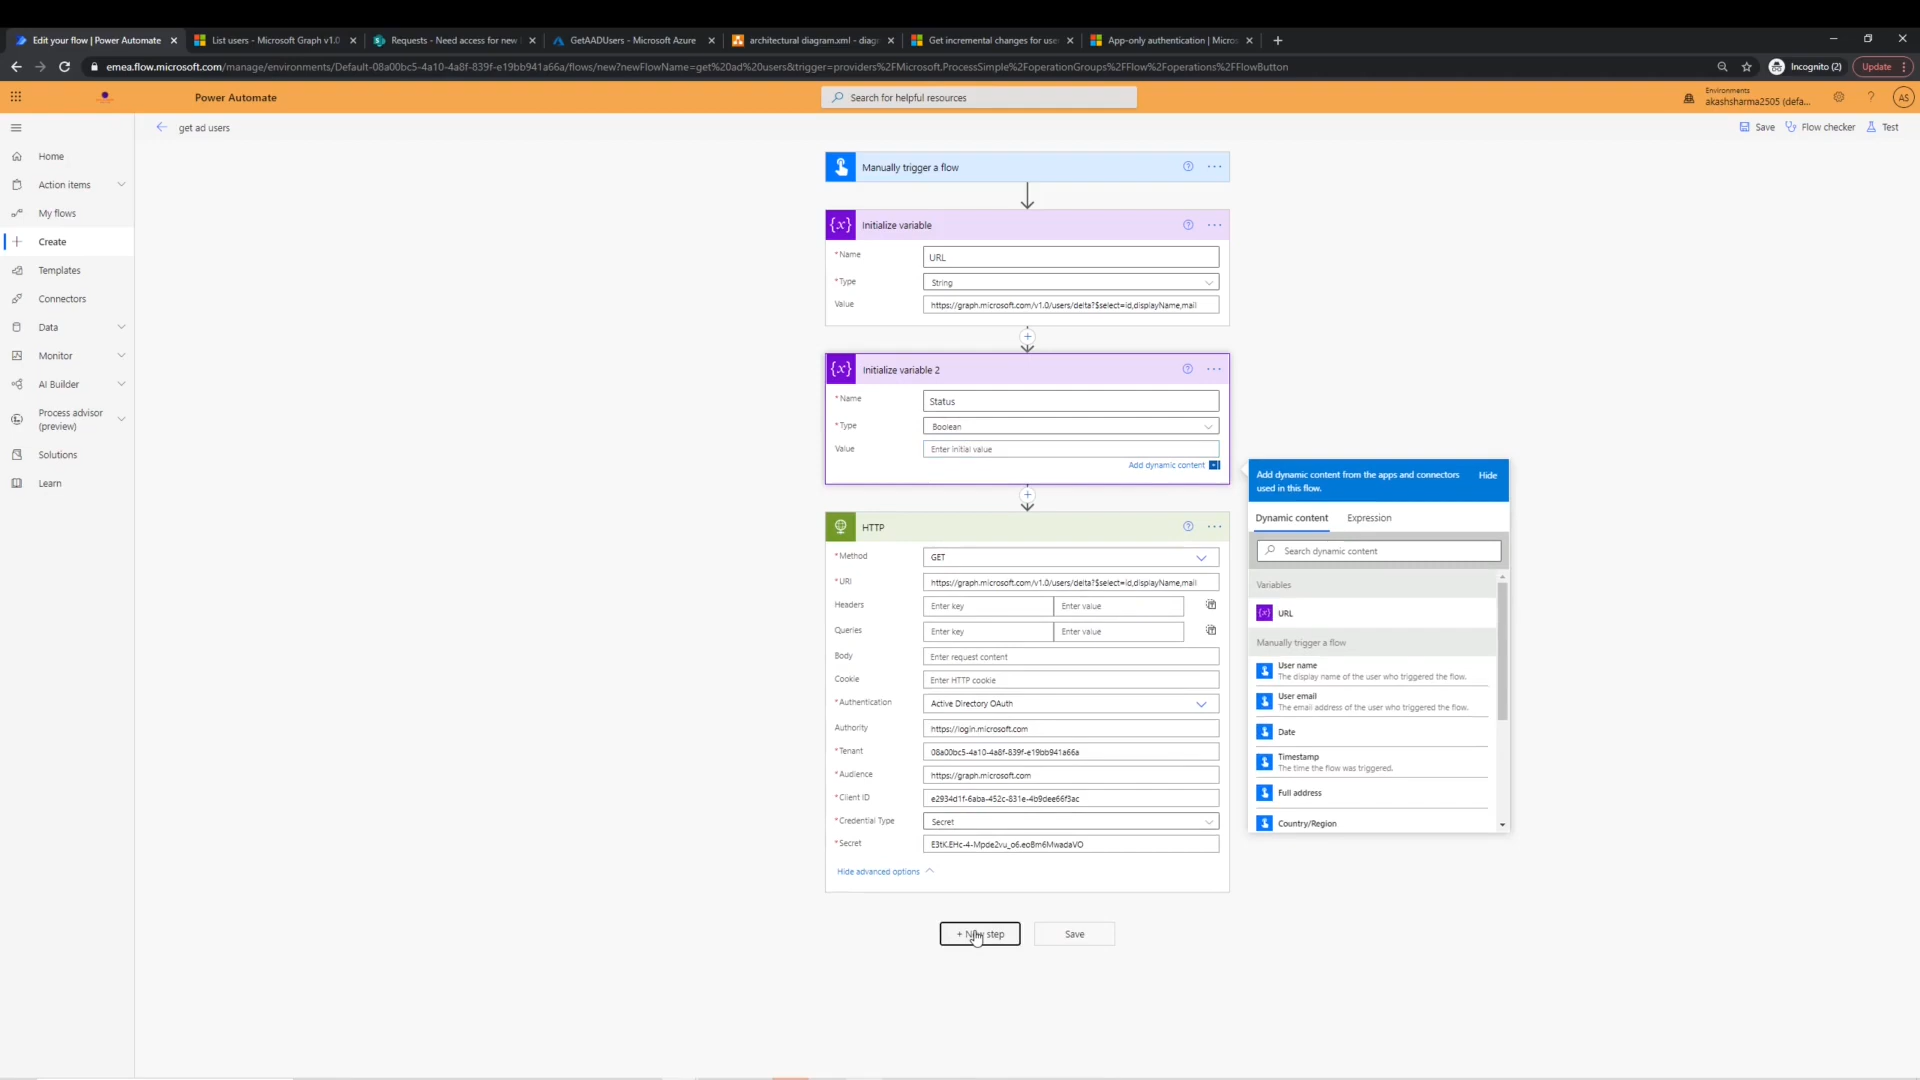 Edit your flow | Power Automate
List users - Microsoft Graph v1.0
Requests - Need access for new
GetAADUsers - Microsoft Azure
architectural diagram.xml - diag
Get incremental changes for use
App-only authentication | Micros
emea.flow.microsoft.com/manage/environments/Default-08a00bc5-4a10-4a8f-839f-e19bb941a66a/flows/new?newFlowName=get%20ad%20users&trigger=providers%2FMicrosoft.ProcessSimple%2FoperationGroups%2FFlow%2Foperations%2FFlowButton
Incognito (2)
Update
Power Automate
Search for helpful resources
Environments
akashsharma2505 (defa...
?
AS
get ad users
Save
Flow checker
Test
Home
Action items
My flows
Create
Templates
Connectors
Data
Monitor
AI Builder
Process advisor
(preview)
Solutions
Learn
Manually trigger a flow
{x} Initialize variable
*Name
URL
*Type
String
Value
https://graph.microsoft.com/v1.0/users/delta?$select=id,displayName,mail
{x} Initialize variable 2
*Name
Status
*Type
Boolean
Value
Enter initial value
Add dynamic content
HTTP
*Method
GET
*URI
https://graph.microsoft.com/v1.0/users/delta?$select=id,displayName,mail
Headers
Enter key
Enter value
Queries
Enter key
Enter value
Body
Enter request content
Cookie
Enter HTTP cookie
*Authentication
Active Directory OAuth
Authority
https://login.microsoft.com
*Tenant
08a00bc5-4a10-4a8f-839f-e19bb941a66a
*Audience
https://graph.microsoft.com
*Client ID
e2934d1f-6aba-452c-831e-4b9dee66f3ac
*Credential Type
Secret
*Secret
E3tK.EHc-4-Mpde2vu_o6.eoBm6MwadaVO
Hide advanced options
+ New step
Save
Add dynamic content from the apps and connectors
used in this flow.
Hide
Dynamic content
Expression
Search dynamic content
Variables
{x} URL
Manually trigger a flow
User name
The display name of the user who triggered the flow.
User email
The email address of the user who triggered the flow.
Date
Timestamp
The time the flow was triggered.
Full address
Country/Region